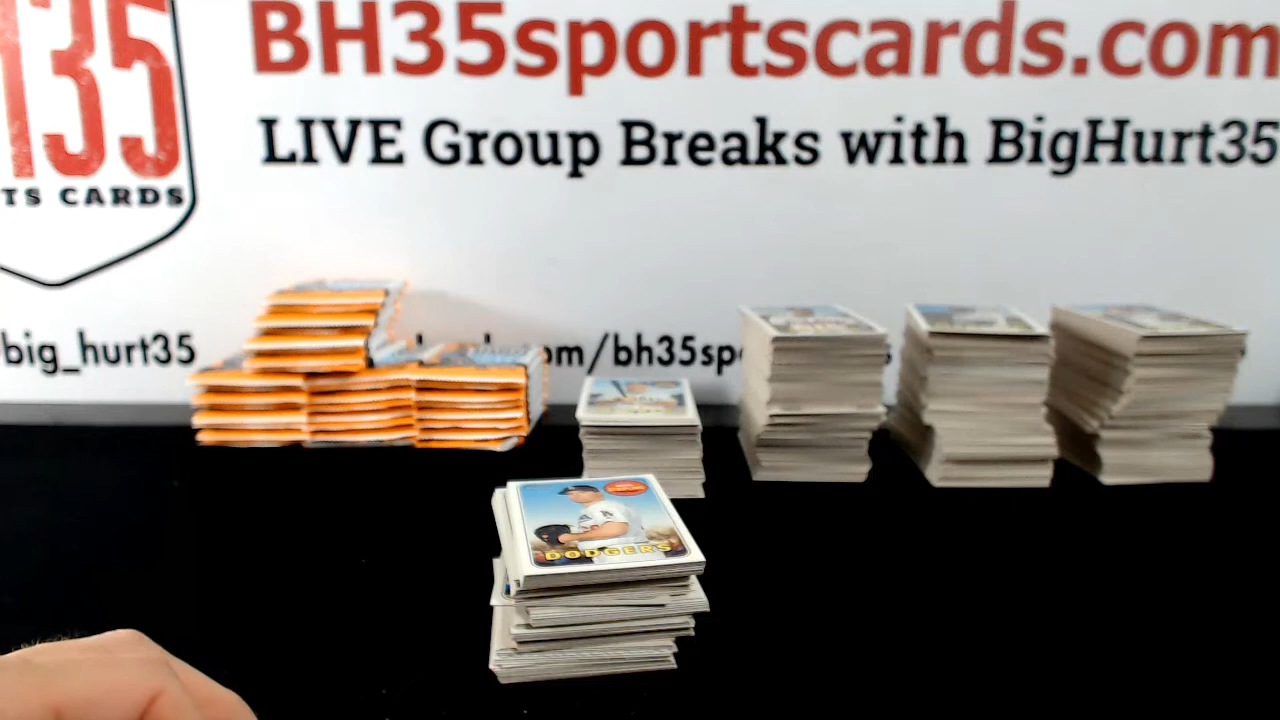 135
TS CARDS
BH35sportscards.com
LIVE Group Breaks with BigHurt35
big_hurt35
om/bh35sp
DODGERS